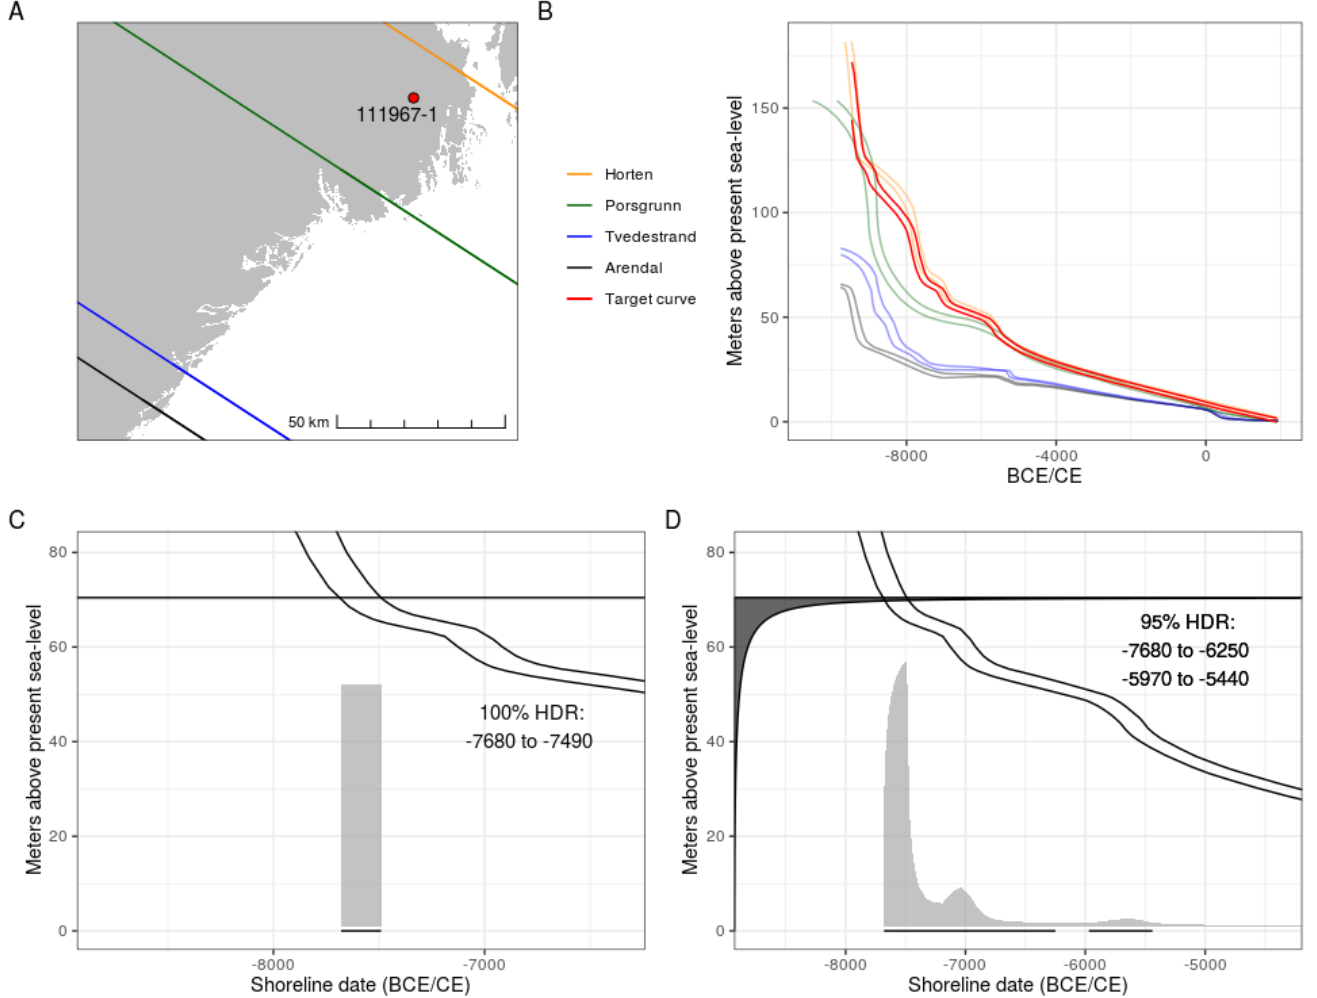 A
111967-1
50 km
Horten
Porsgrunn
Tvedestrand
Arendal
Target curve
B
Meters above present sea-level
150
100
50
0
-8000
-4000
0
BCE/CE
C
Meters above present sea-level
80
60
40
20
0
100% HDR:
-7680 to -7490
-8000
-7000
Shoreline date (BCE/CE)
D
Meters above present sea-level
80
60
40
20
0
95% HDR:
-7680 to -6250
-5970 to -5440
-8000
-7000
-6000
-5000
Shoreline date (BCE/CE)